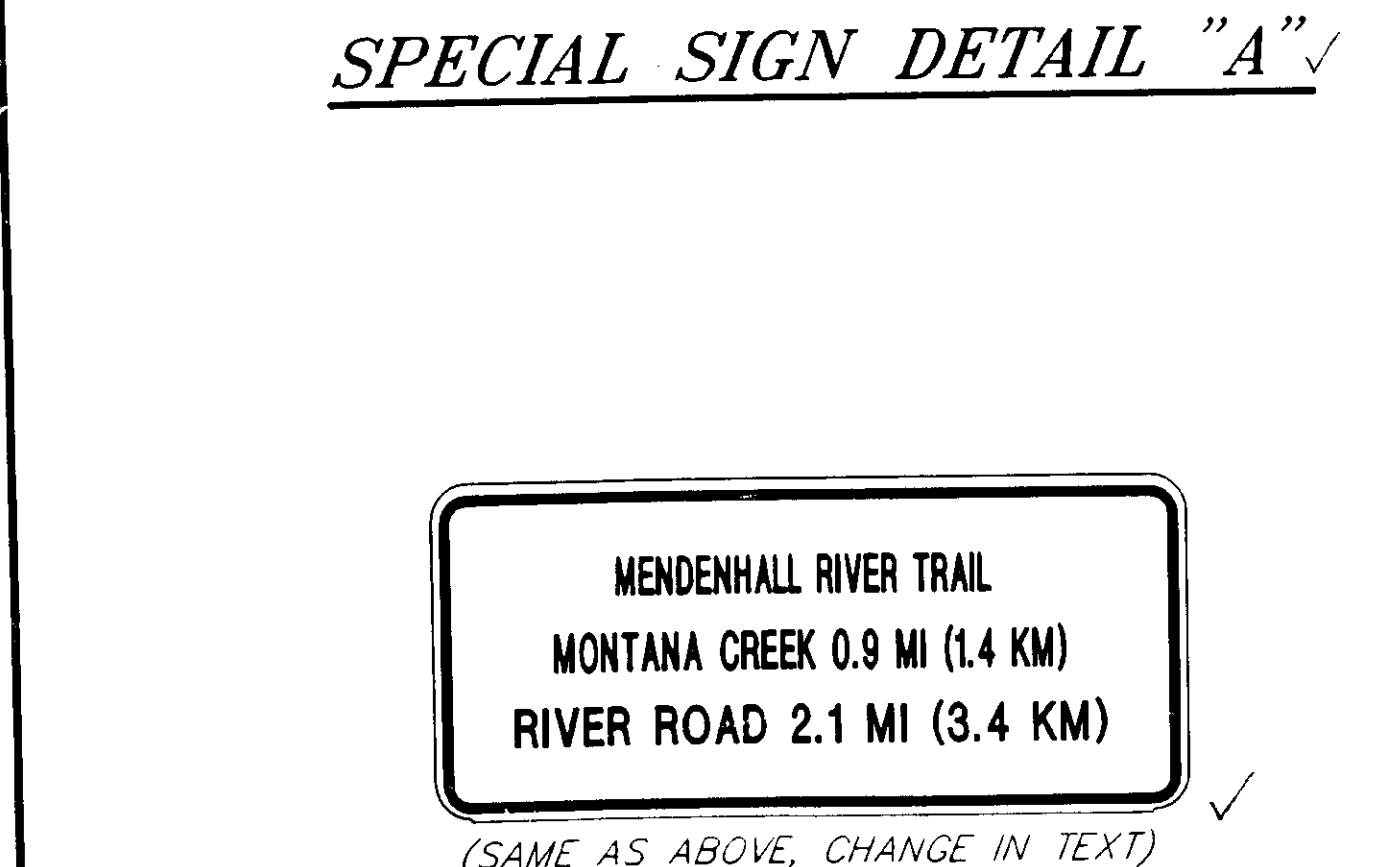 SPECIAL SIGN DETAIL "A" ✓
MENDENHALL RIVER TRAIL
MONTANA CREEK 0.9 MI (1.4 KM)
RIVER ROAD 2.1 MI (3.4 KM)
✓
(SAME AS ABOVE, CHANGE IN TEXT)